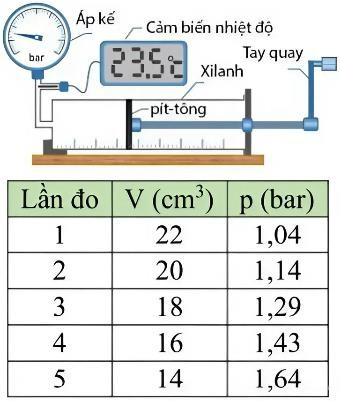 Áp kế
bar
Cảm biến nhiệt độ
23.5°c
Tay quay
Xilanh
pít-tông
Lần đo V (cm³) p (bar)
1 22 1,04
2 20 1,14
3 18 1,29
4 16 1,43
5 14 1,64